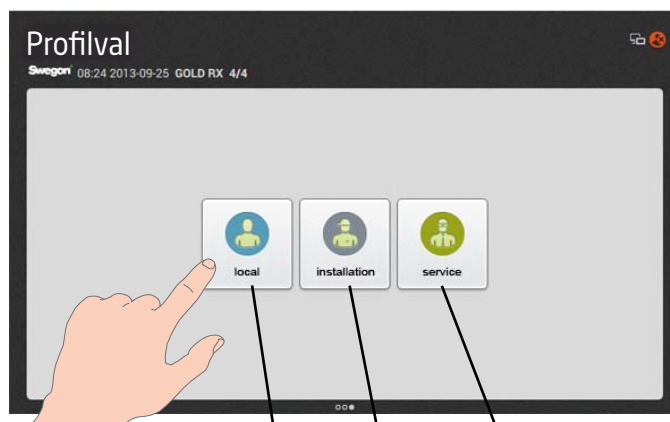 Profilval
Swegon 08:24 2013-09-25 GOLD RX 4/4
local installation service